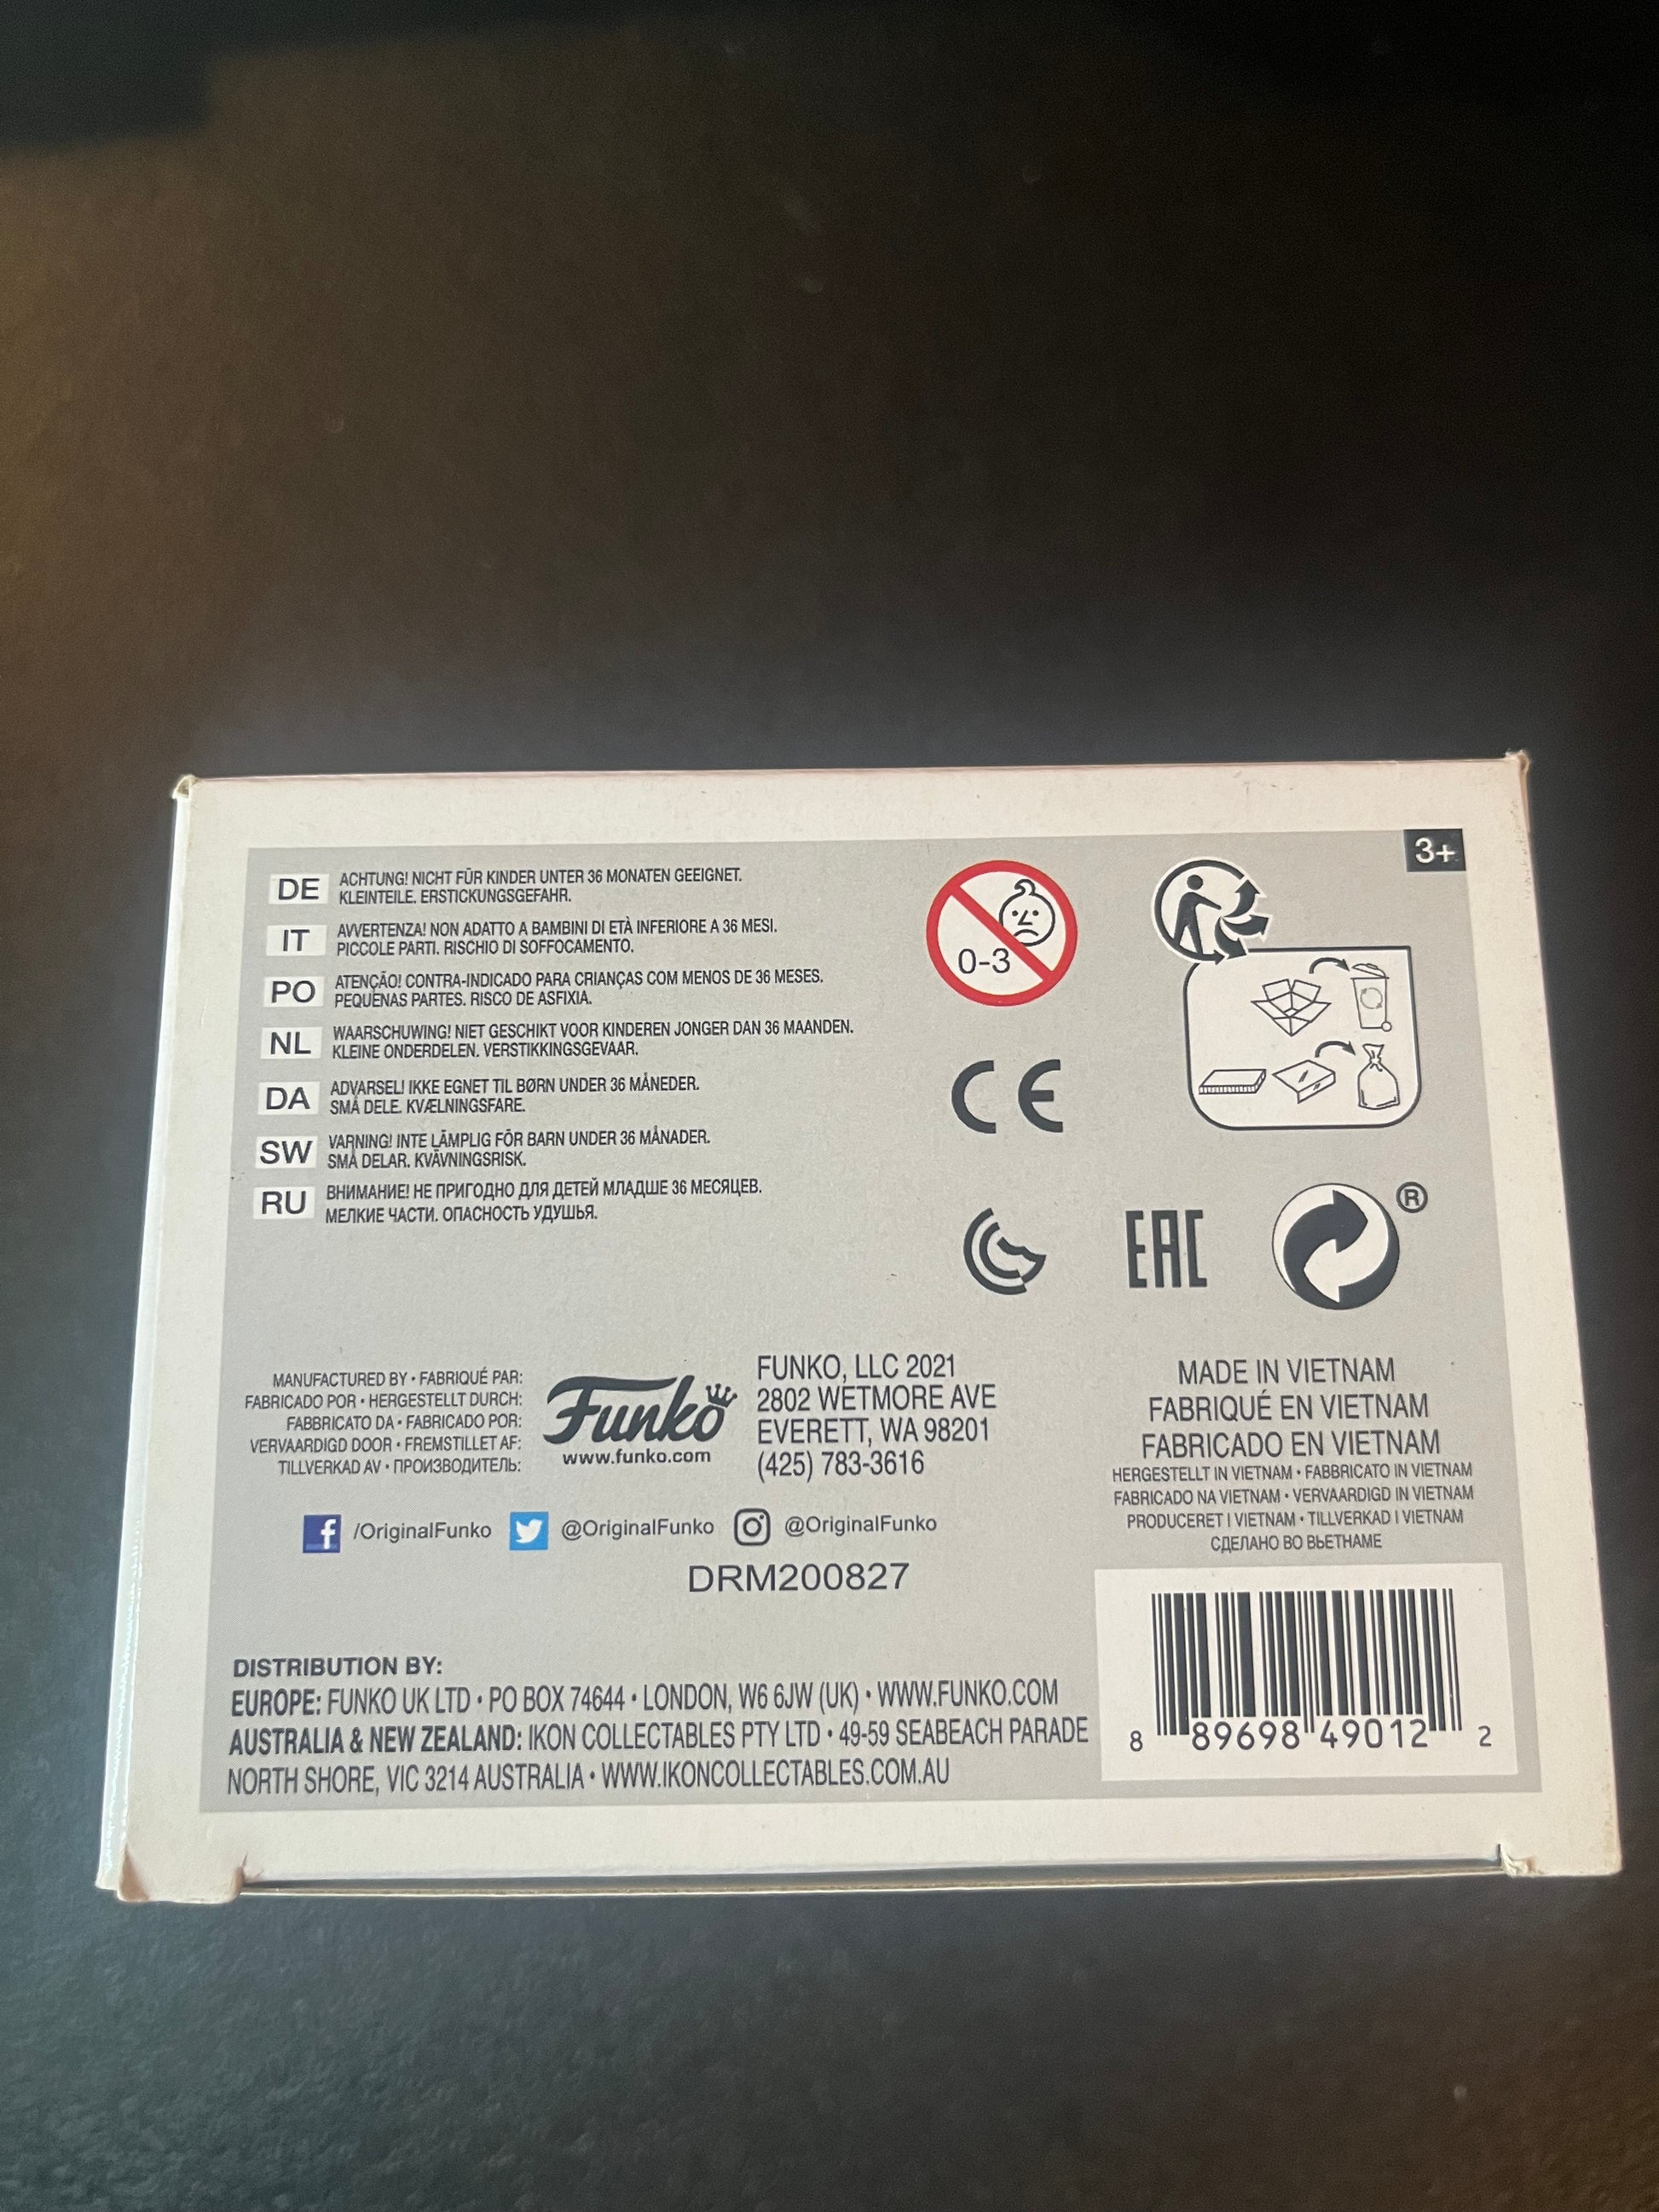 3+
DE
ACHTUNG! NICHT FÜR KINDER UNTER 36 MONATEN GEEIGNET.
KLEINTEILE. ERSTICKUNGSGEFAHR.
IT
AVVERTENZA! NON ADATTO A BAMBINI DI ETÀ INFERIORE A 36 MESI.
PICCOLE PARTI. RISCHIO DI SOFFOCAMENTO.
PO
ATENÇÃO! CONTRA-INDICADO PARA CRIANÇAS COM MENOS DE 36 MESES.
PEQUENAS PARTES. RISCO DE ASFIXIA.
NL
WAARSCHUWING! NIET GESCHIKT VOOR KINDEREN JONGER DAN 36 MAANDEN.
KLEINE ONDERDELEN. VERSTIKKINGSGEVAAR.
DA
ADVARSEL! IKKE EGNET TIL BØRN UNDER 36 MÅNEDER.
SMÅ DELE. KVÆLNINGSFARE.
SW
VARNING! INTE LÄMPLIG FÖR BARN UNDER 36 MÅNADER.
SMÅ DELAR. KVÄVNINGSRISK.
RU
ВНИМАНИЕ! НЕ ПРИГОДНО ДЛЯ ДЕТЕЙ МЛАДШЕ 36 МЕСЯЦЕВ.
МЕЛКИЕ ЧАСТИ. ОПАСНОСТЬ УДУШЬЯ.
0-3
CE
EAC
®
MANUFACTURED BY • FABRIQUÉ PAR:
FABRICADO POR • HERGESTELLT DURCH:
FABBRICATO DA • FABRICADO POR:
VERVAARDIGD DOOR • FREMSTILLET AF:
TILLVERKAD AV • ПРОИЗВОДИТЕЛЬ:
Funko
www.funko.com
FUNKO, LLC 2021
2802 WETMORE AVE
EVERETT, WA 98201
(425) 783-3616
MADE IN VIETNAM
FABRIQUÉ EN VIETNAM
FABRICADO EN VIETNAM
HERGESTELLT IN VIETNAM • FABBRICATO IN VIETNAM
FABRICADO NA VIETNAM • VERVAARDIGD IN VIETNAM
PRODUCERET I VIETNAM • TILLVERKAD I VIETNAM
СДЕЛАНО ВО ВЬЕТНАМЕ
f /OriginalFunko @OriginalFunko @OriginalFunko
DRM200827
DISTRIBUTION BY:
EUROPE: FUNKO UK LTD • PO BOX 74644 • LONDON, W6 6JW (UK) • WWW.FUNKO.COM
AUSTRALIA & NEW ZEALAND: IKON COLLECTABLES PTY LTD • 49-59 SEABEACH PARADE
NORTH SHORE, VIC 3214 AUSTRALIA • WWW.IKONCOLLECTABLES.COM.AU
8 89698 49012 2